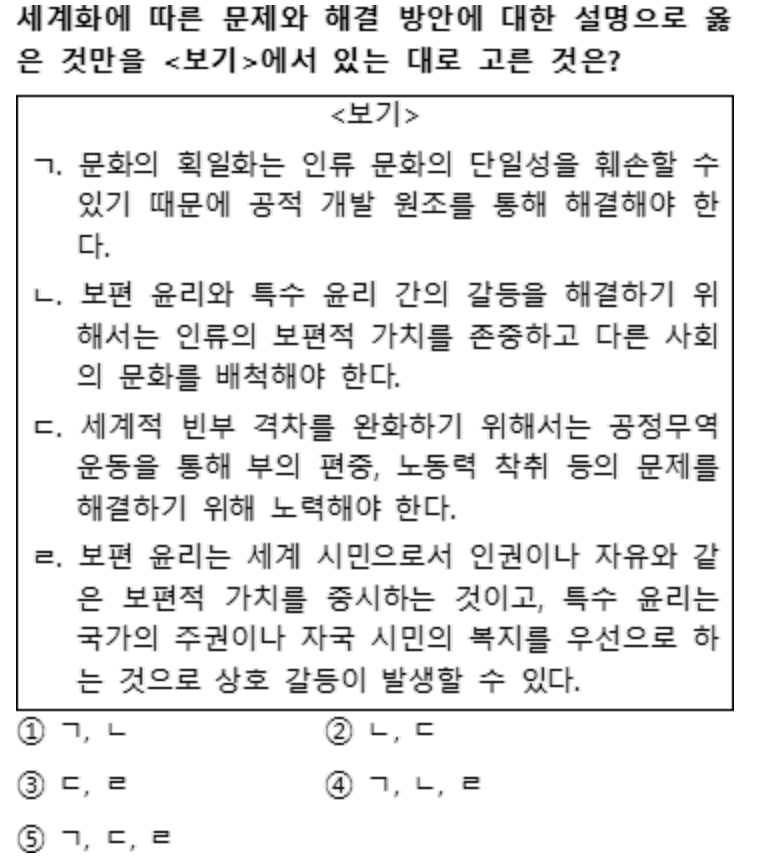 세계화에 따른 문제와 해결 방안에 대한 설명으로 옳
은 것만을 <보기>에서 있는 대로 고른 것은?
<보기>
ㄱ. 문화의 획일화는 인류 문화의 단일성을 훼손할 수
있기 때문에 공적 개발 원조를 통해 해결해야 한
다.
ㄴ. 보편 윤리와 특수 윤리 간의 갈등을 해결하기 위
해서는 인류의 보편적 가치를 존중하고 다른 사회
의 문화를 배척해야 한다.
ㄷ. 세계적 빈부 격차를 완화하기 위해서는 공정무역
운동을 통해 부의 편중, 노동력 착취 등의 문제를
해결하기 위해 노력해야 한다.
ㄹ. 보편 윤리는 세계 시민으로서 인권이나 자유와 같
은 보편적 가치를 중시하는 것이고, 특수 윤리는
국가의 주권이나 자국 시민의 복지를 우선으로 하
는 것으로 상호 갈등이 발생할 수 있다.
① ㄱ, ㄴ ② ㄴ, ㄷ
③ ㄷ, ㄹ ④ ㄱ, ㄴ, ㄹ
⑤ ㄱ, ㄷ, ㄹ